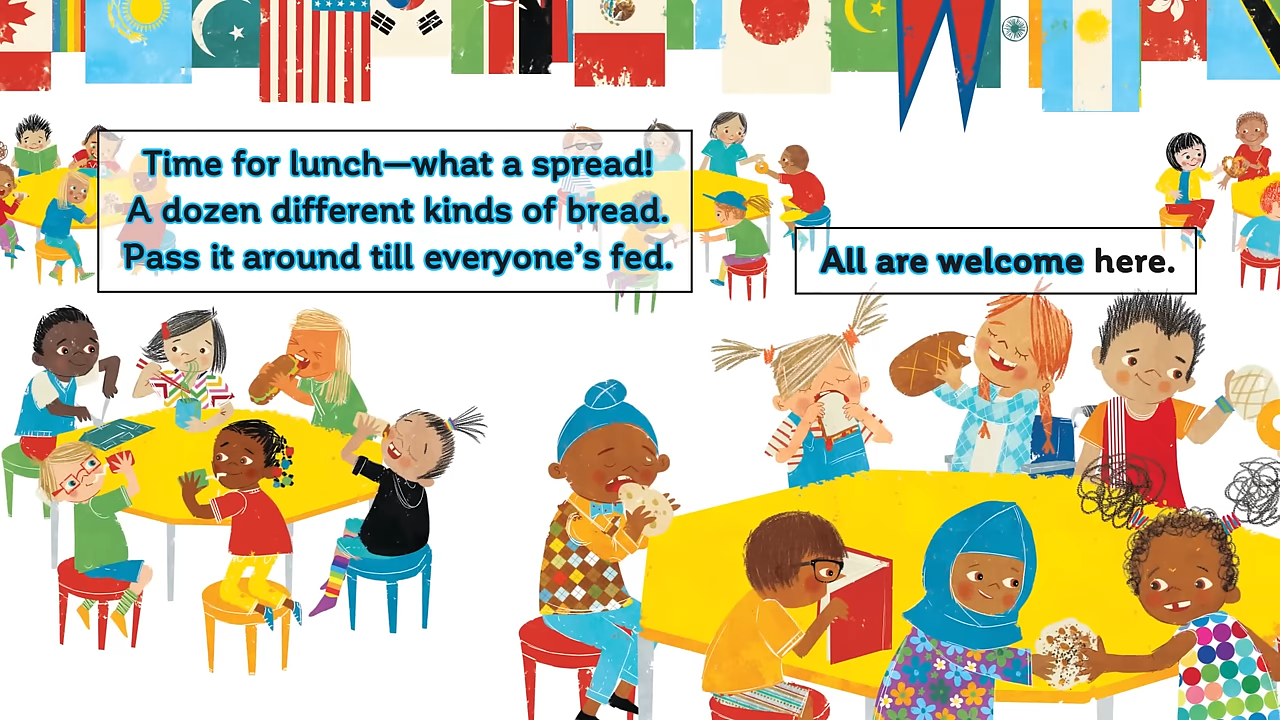 Time for lunch—what a spread!
A dozen different kinds of bread.
Pass it around till everyone’s fed.
All are welcome here.